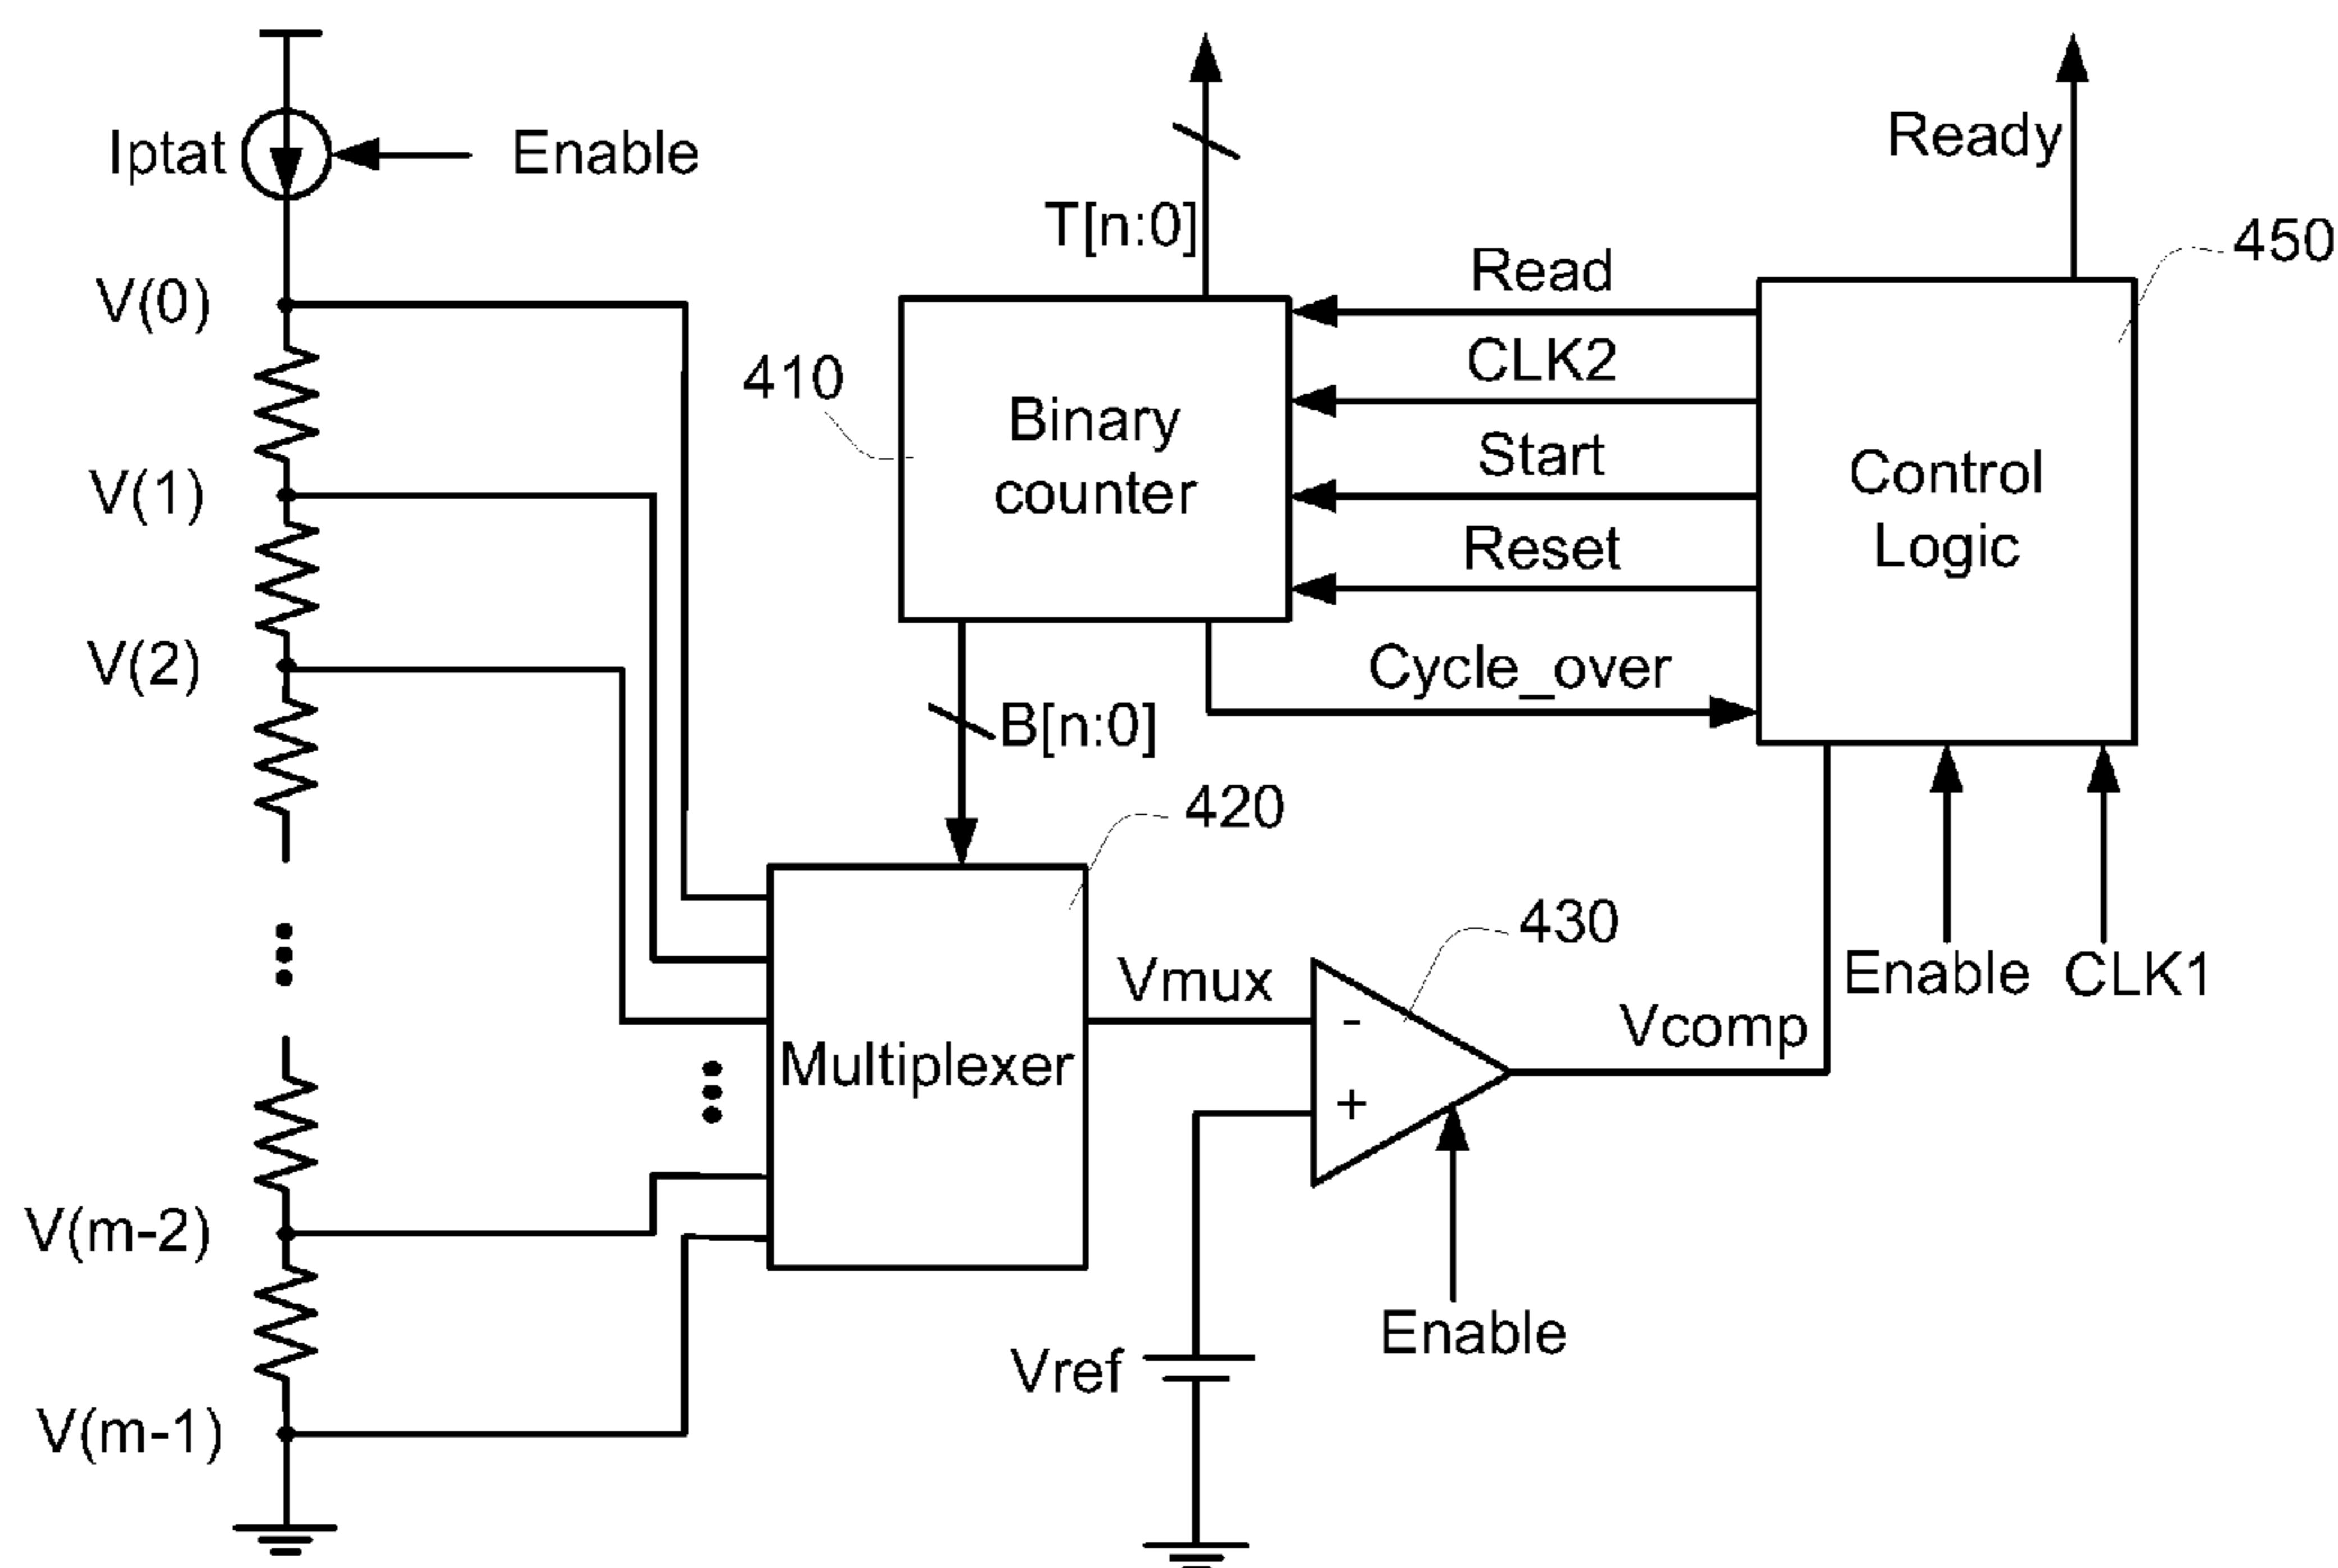 Iptat
Enable
V(0)
V(1)
V(2)
V(m-2)
V(m-1)
T[n:0]
Ready
450
410
Binary
counter
Read
CLK2
Start
Reset
Cycle_over
Control
Logic
B[n:0]
420
Multiplexer
Vmux
430
-
+
Vcomp
Enable
CLK1
Enable
Vref